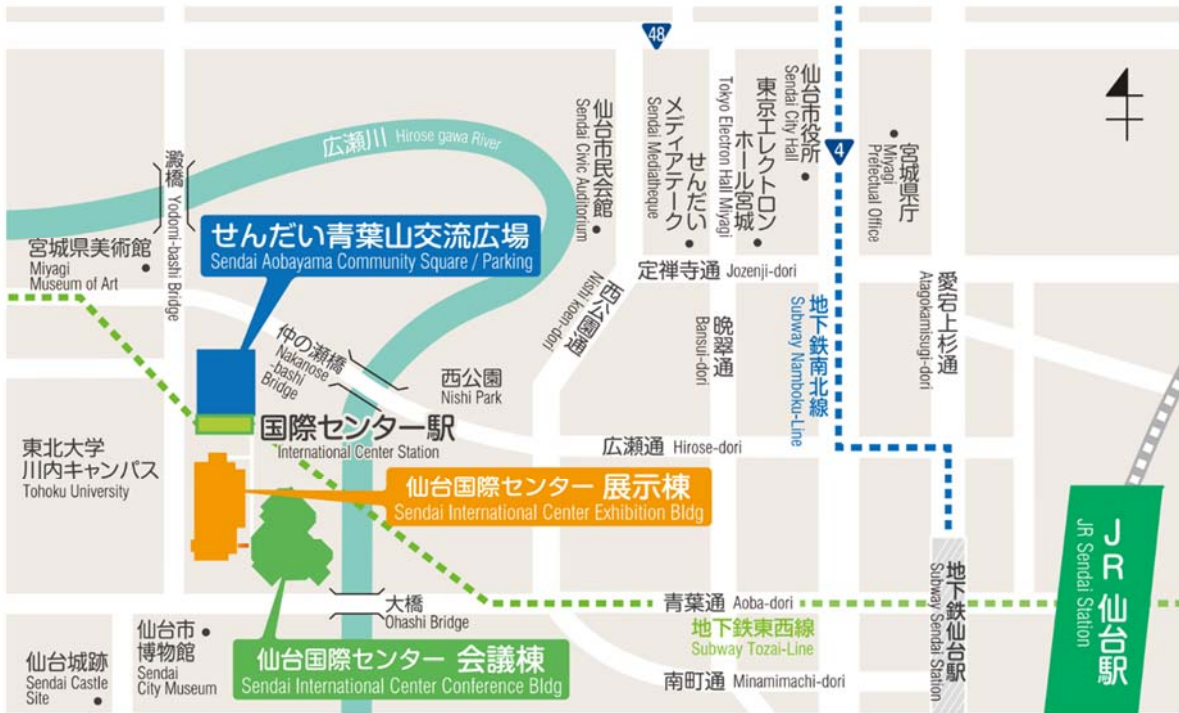 48
仙台市役所
Sendai City Hall
東京エレクトロン
ホール宮城
Tokyo Electron Hall Miyagi
せんだい
メディアテーク
Sendai Mediatheque
仙台市民会館
Sendai Civic Auditorium
4
宮城県庁
Miyagi
Prefectual Office
広瀬川 Hirose gawa River
澱橋 Yodomi-bashi Bridge
せんだい青葉山交流広場
Sendai Aobayama Community Square / Parking
宮城県美術館
Miyagi
Museum of Art
定禅寺通 Jozenji-dori
西公園通
Nishi koen-dori
晩翠通
Bansui-dori
地下鉄南北線
Subway Namboku-Line
愛宕上杉通
Atagokamisugi-dori
仲の瀬橋
Nakanose
-bashi
Bridge
西公園
Nishi Park
国際センター駅
International Center Station
広瀬通 Hirose-dori
東北大学
川内キャンパス
Tohoku University
仙台国際センター 展示棟
Sendai International Center Exhibition Bldg
JR 仙台駅
JR Sendai Station
地下鉄仙台駅
Subway Sendai Station
大橋
Ohashi Bridge
青葉通 Aoba-dori
地下鉄東西線
Subway Tozai-Line
仙台城跡
Sendai Castle
Site
仙台市
博物館
Sendai
City Museum
仙台国際センター 会議棟
Sendai International Center Conference Bldg
南町通 Minamimachi-dori